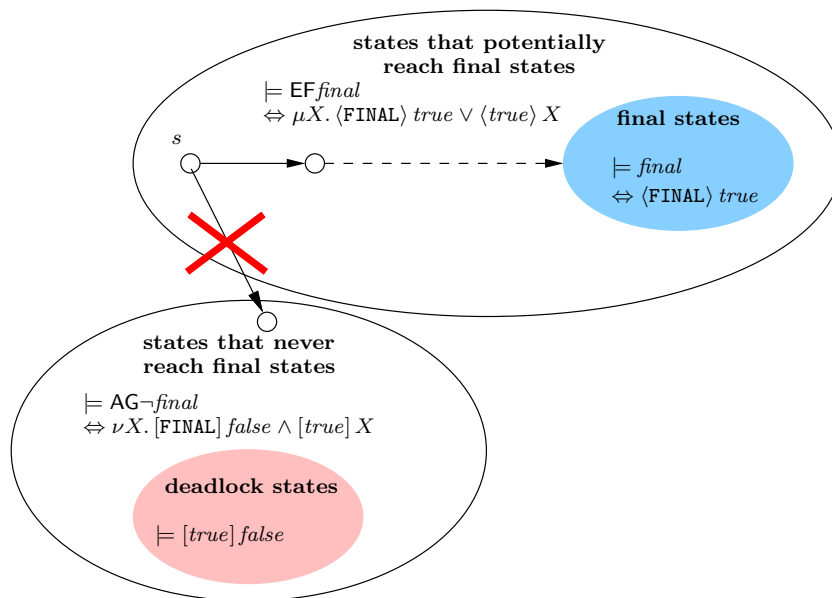 states that potentially
reach final states
⊨ EF final
⇔ μX. ⟨FINAL⟩ true ∨ ⟨true⟩ X
final states
s
⊨ final
⇔ ⟨FINAL⟩ true
states that never
reach final states
⊨ AG¬final
⇔ νX. [FINAL] false ∧ [true] X
deadlock states
⊨ [true] false